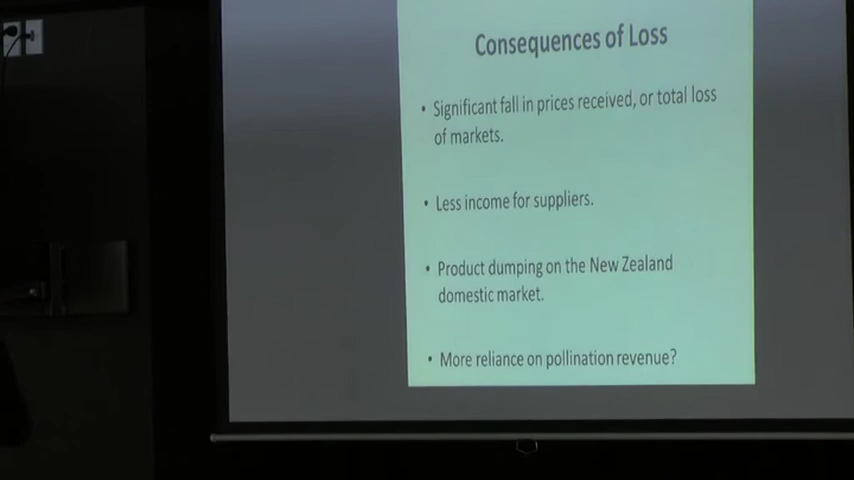 Consequences of Loss
• Significant fall in prices received, or total loss
of markets.
• Less income for suppliers.
• Product dumping on the New Zealand
domestic market.
• More reliance on pollination revenue?